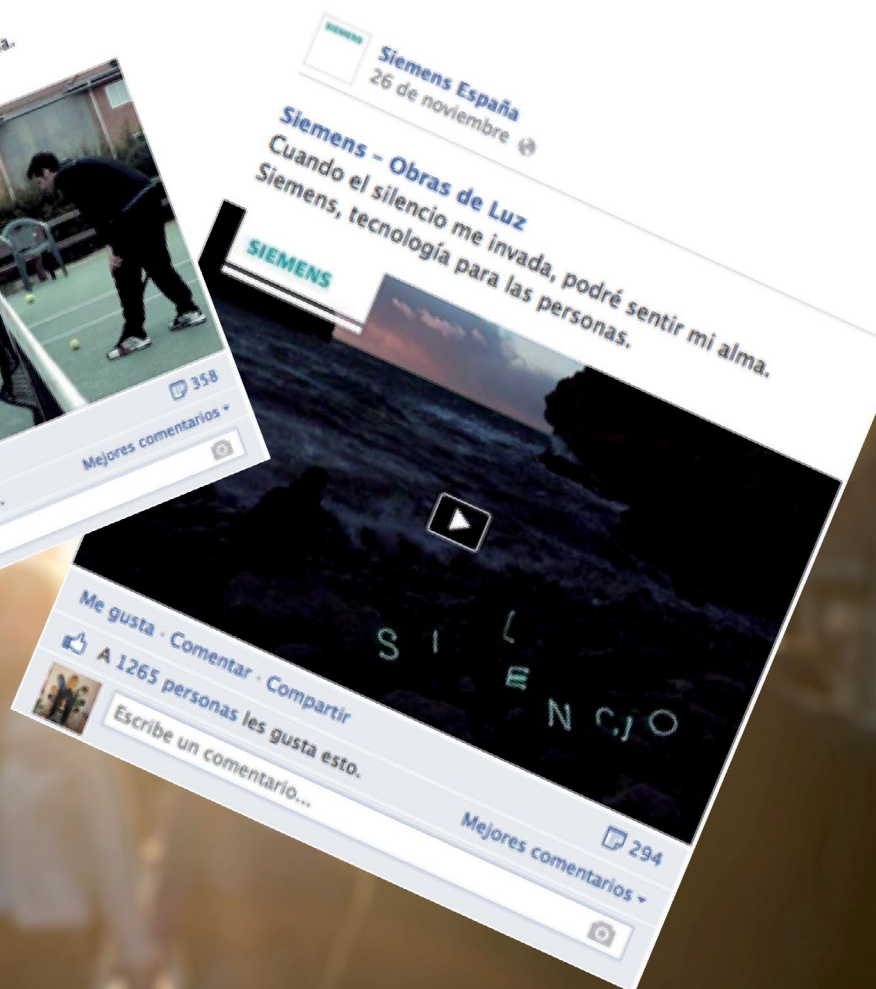 358
Mejores comentarios
SIEMENS
Siemens España
26 de noviembre
Siemens - Obras de Luz
Cuando el silencio me invada, podré sentir mi alma.
Siemens, tecnología para las personas.
SIEMENS
SILENCIO
Me gusta · Comentar · Compartir
A 1265 personas les gusta esto.
294
Mejores comentarios
Escribe un comentario...